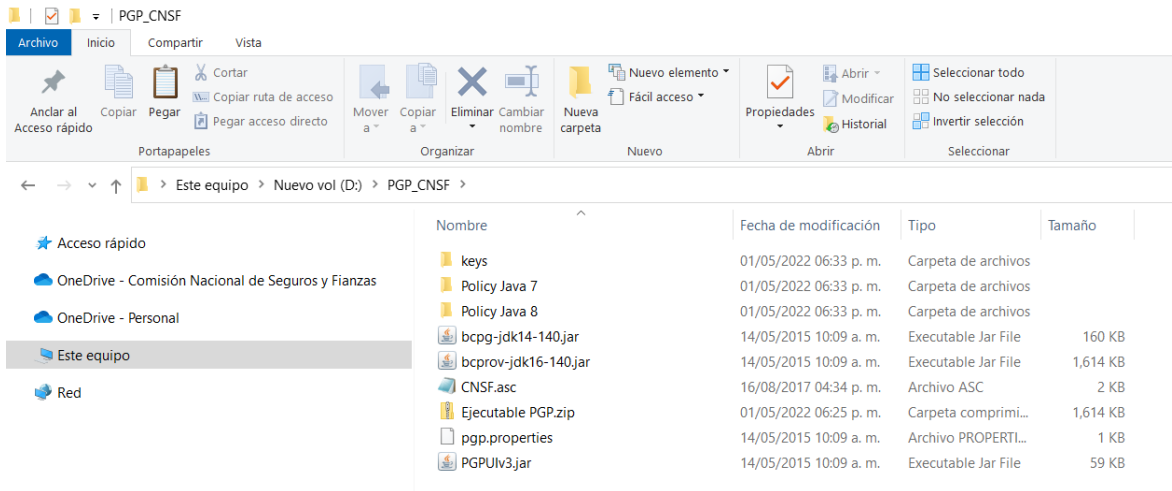 PGP_CNSF
Archivo Inicio Compartir Vista
Anclar al Acceso rápido
Copiar
Pegar
Cortar
Copiar ruta de acceso
Pegar acceso directo
Portapapeles
Mover a
Copiar a
Eliminar
Cambiar nombre
Organizar
Nueva carpeta
Nuevo elemento
Fácil acceso
Nuevo
Propiedades
Abrir
Modificar
Historial
Abrir
Seleccionar todo
No seleccionar nada
Invertir selección
Seleccionar
Este equipo > Nuevo vol (D:) > PGP_CNSF >
Acceso rápido
OneDrive - Comisión Nacional de Seguros y Fianzas
OneDrive - Personal
Este equipo
Red
Nombre Fecha de modificación Tipo Tamaño
keys 01/05/2022 06:33 p. m. Carpeta de archivos
Policy Java 7 01/05/2022 06:33 p. m. Carpeta de archivos
Policy Java 8 01/05/2022 06:33 p. m. Carpeta de archivos
bcpg-jdk14-140.jar 14/05/2015 10:09 a. m. Executable Jar File 160 KB
bcprov-jdk16-140.jar 14/05/2015 10:09 a. m. Executable Jar File 1,614 KB
CNSF.asc 16/08/2017 04:34 p. m. Archivo ASC 2 KB
Ejecutable PGP.zip 01/05/2022 06:25 p. m. Carpeta comprimi... 1,614 KB
pgp.properties 14/05/2015 10:09 a. m. Archivo PROPERTI... 1 KB
PGPUIv3.jar 14/05/2015 10:09 a. m. Executable Jar File 59 KB